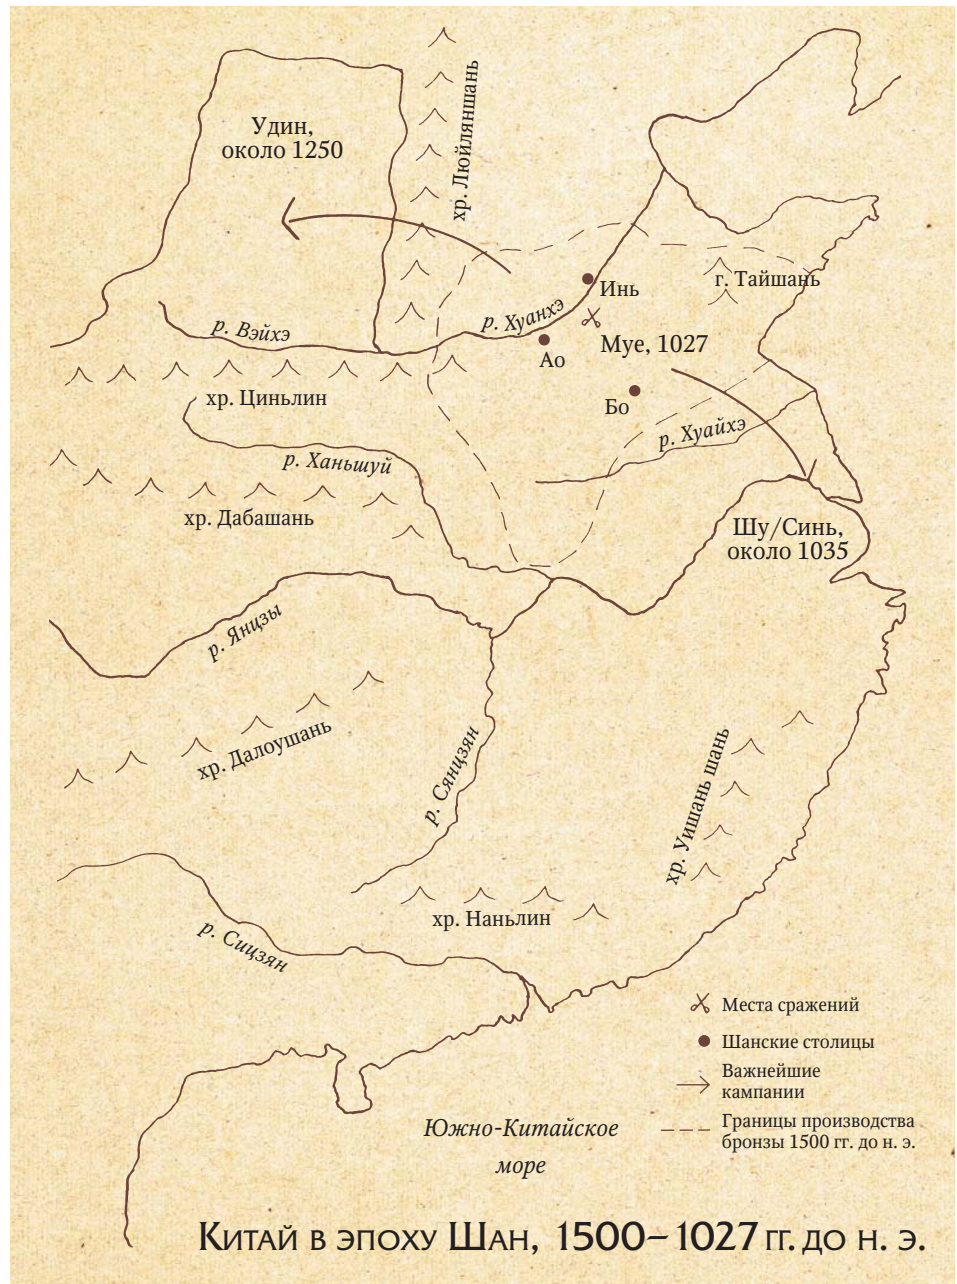 Удин,
около 1250
хр. Люйляншань
г. Тайшань
Инь
р. Хуанхэ
р. Вэйхэ
Муе, 1027
Ао
хр. Циньлин
Бо
р. Хуайхэ
р. Ханьшуй
хр. Дабашань
Шу/Синь,
около 1035
р. Янцзы
хр. Далоушань
р. Сянцзян
хр. Уишань шань
хр. Наньлин
р. Сицзян
Места сражений
Шанские столицы
Важнейшие
кампании
Границы производства
бронзы 1500 гг. до н. э.
Южно-Китайское
море
Китай в эпоху Шан, 1500–1027 гг. до н. э.